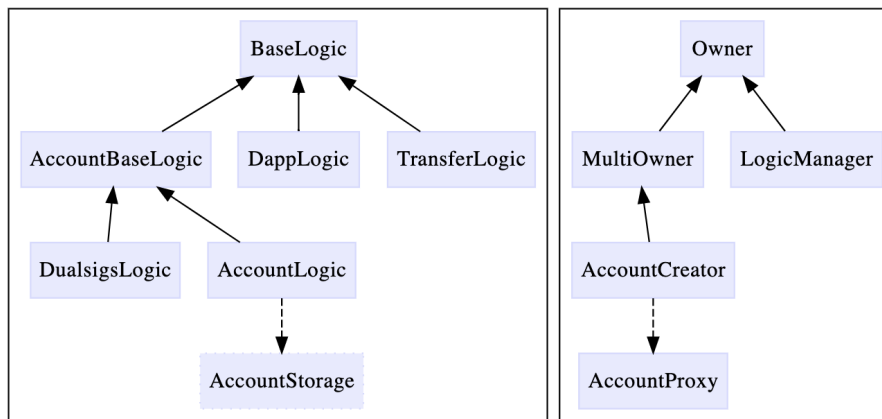 BaseLogic
AccountBaseLogic
DappLogic
TransferLogic
DualsigsLogic
AccountLogic
AccountStorage
Owner
MultiOwner
LogicManager
AccountCreator
AccountProxy